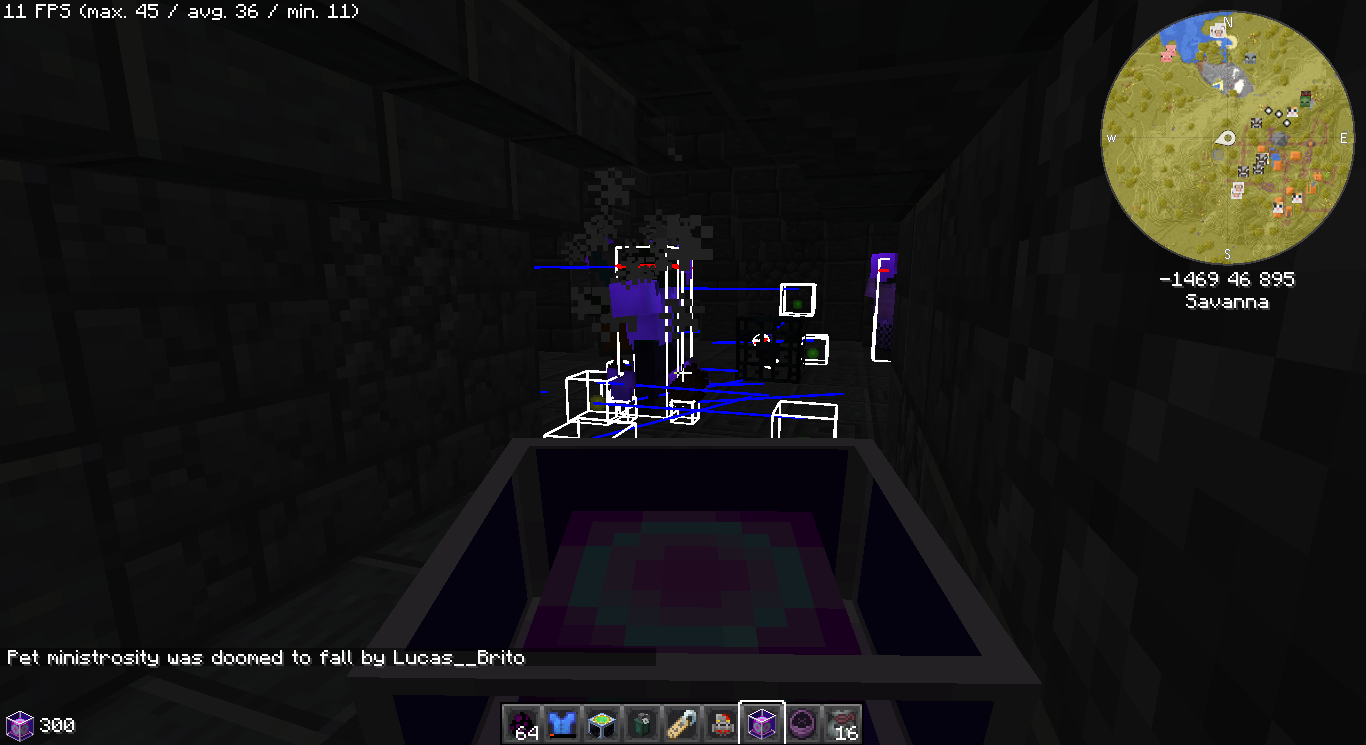 11 FPS (max. 45 / avg. 36 / min. 11)
N
W
E
S
-1469 46 895
Savanna
Pet ministrosity was doomed to fall by Lucas__Brito
300
64
16